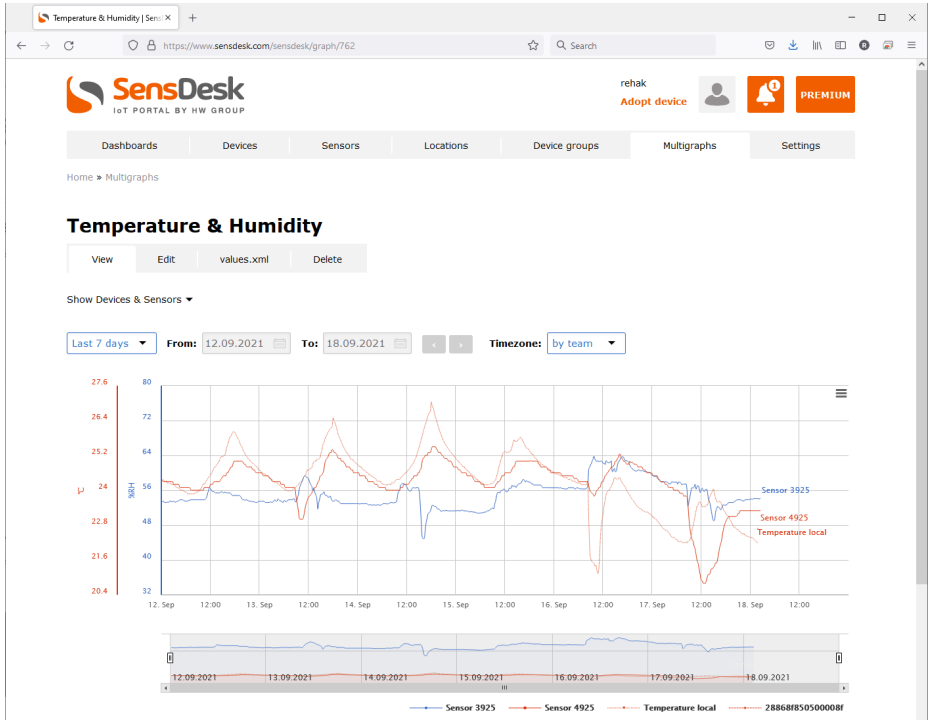 Temperature & Humidity | Sens
https://www.sensdesk.com/sensdesk/graph/762
Search
SensDesk
IoT PORTAL BY HW GROUP
rehak
Adopt device
1
PREMIUM
Dashboards Devices Sensors Locations Device groups Multigraphs Settings
Home » Multigraphs
Temperature & Humidity
View Edit values.xml Delete
Show Devices & Sensors
Last 7 days From: 12.09.2021 To: 18.09.2021 Timezone: by team
27.6 80
26.4 72
25.2 64
24 56
22.8 48
21.6 40
20.4 32
°C
%RH
Sensor 3925
Sensor 4925
Temperature local
12. Sep 12:00 13. Sep 12:00 14. Sep 12:00 15. Sep 12:00 16. Sep 12:00 17. Sep 12:00 18. Sep 12:00
12.09.2021 13.09.2021 14.09.2021 15.09.2021 16.09.2021 17.09.2021 18.09.2021
Sensor 3925 Sensor 4925 Temperature local 28868f850500008f